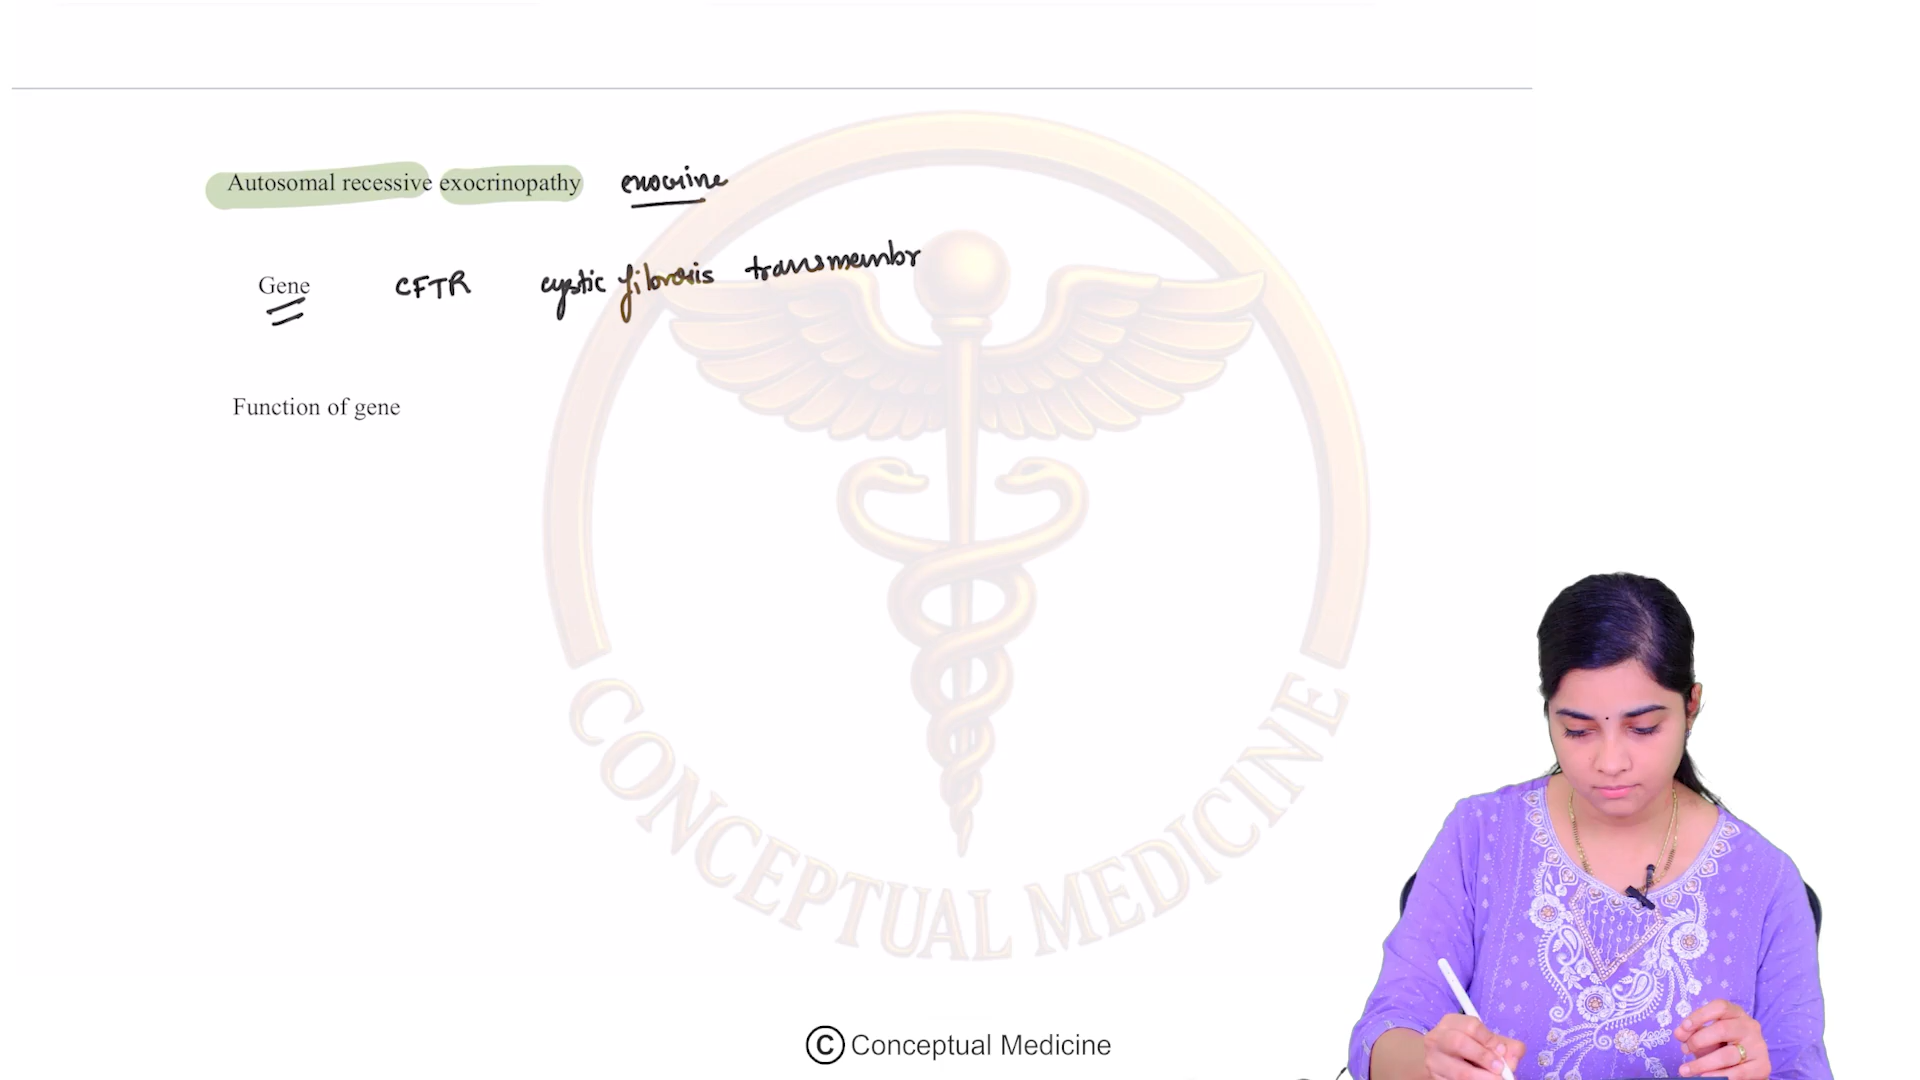 Autosomal recessive exocrinopathy exocrine
Gene CFTR cystic fibrosis transmembr
Function of gene
CONCEPTUAL MEDICINE
© Conceptual Medicine